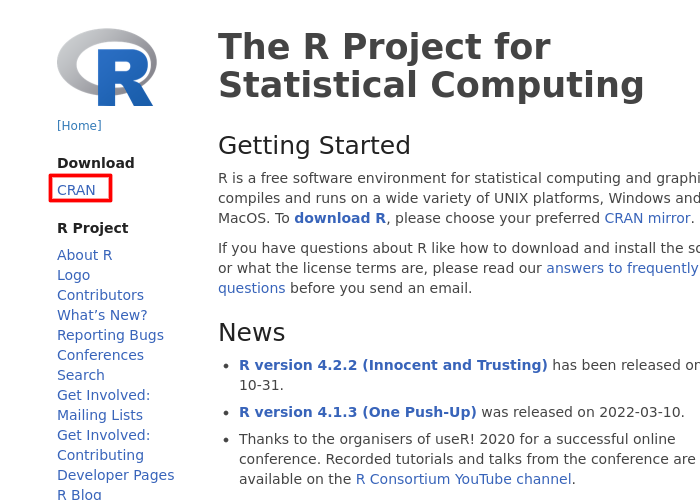 R
[Home]
Download
CRAN
R Project
About R
Logo
Contributors
What's New?
Reporting Bugs
Conferences
Search
Get Involved:
Mailing Lists
Get Involved:
Contributing
Developer Pages
R Blog
The R Project for
Statistical Computing
Getting Started
R is a free software environment for statistical computing and
compiles and runs on a wide variety of UNIX platforms, Windows and
MacOS. To download R, please choose your preferred CRAN mirror.
If you have questions about R like how to download and install the
or what the license terms are, please read our answers to frequently
questions before you send an email.
News
• R version 4.2.2 (Innocent and Trusting) has been released
10-31.
• R version 4.1.3 (One Push-Up) was released on 2022-03-10.
• Thanks to the organisers of useR! 2020 for a successful online
conference. Recorded tutorials and talks from the conference are
available on the R Consortium YouTube channel.